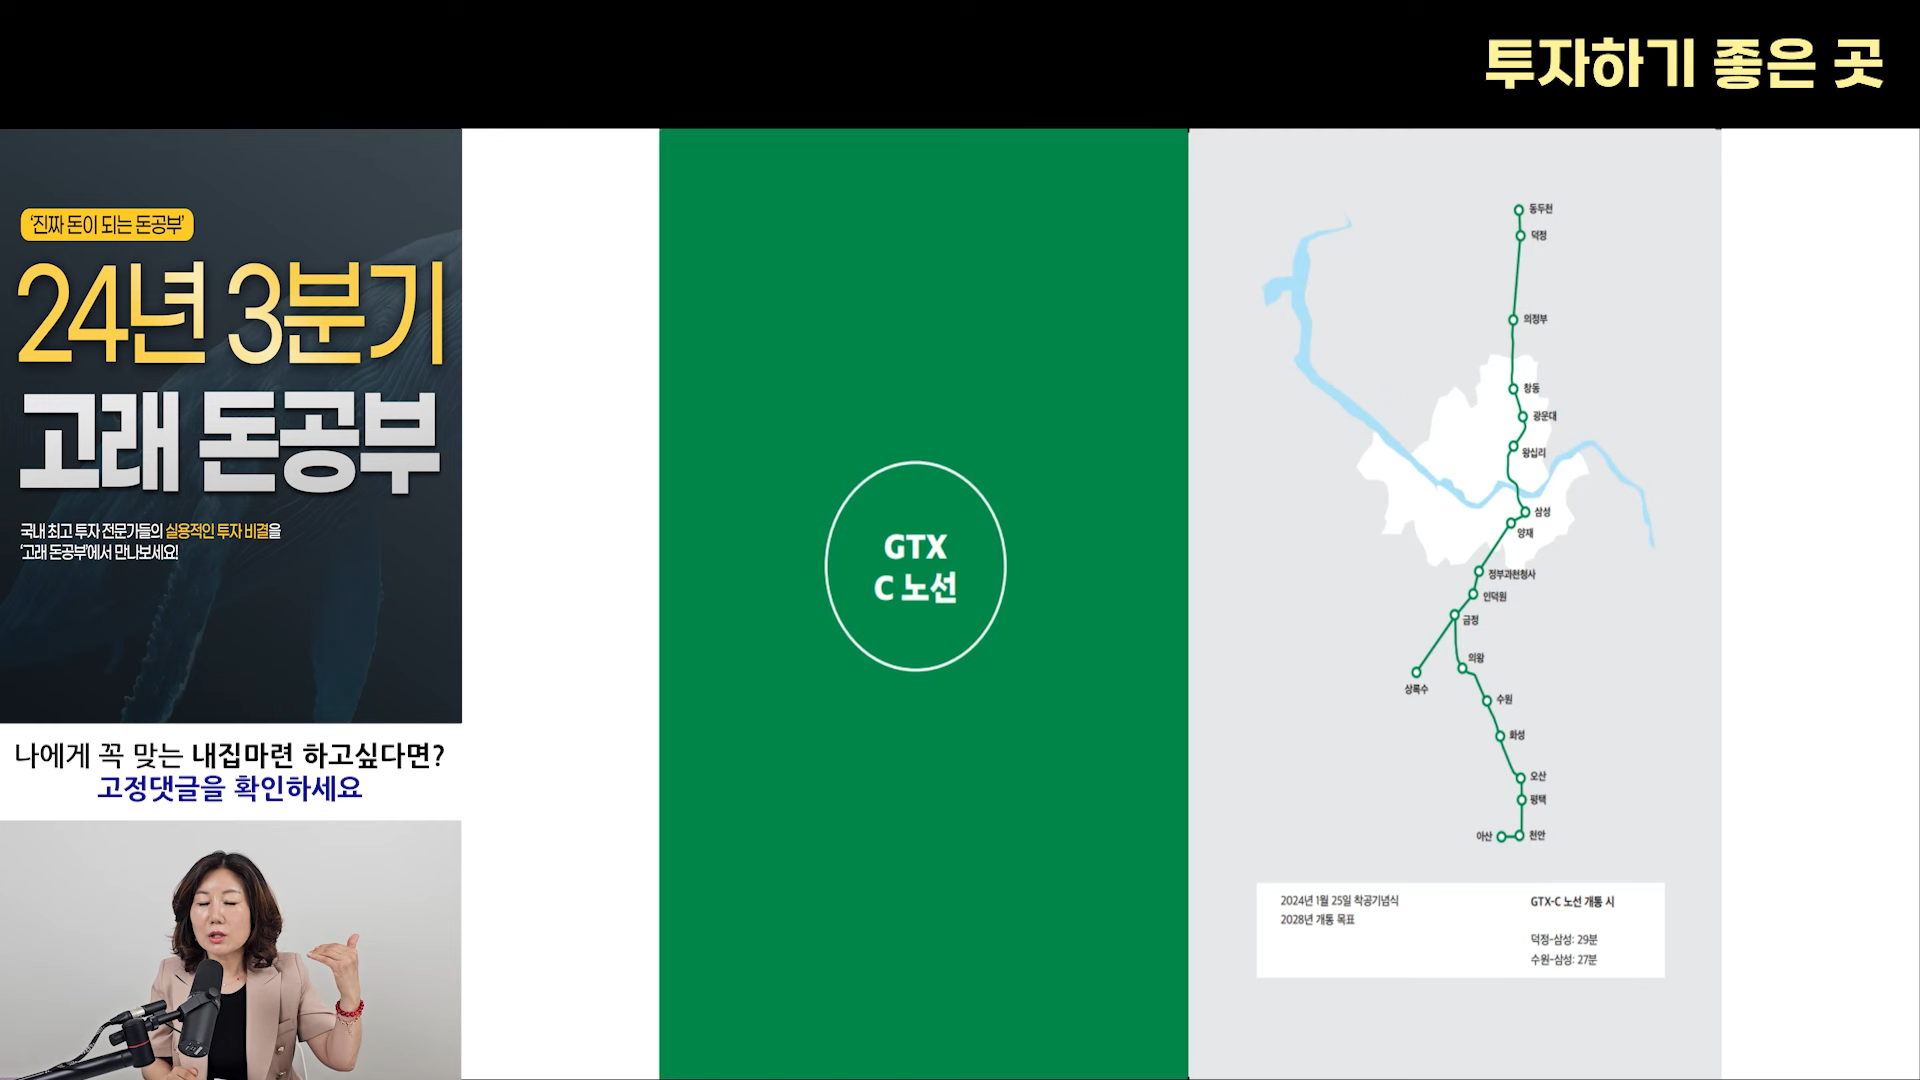 투자하기 좋은 곳
‘진짜 돈이 되는 돈공부’
24년 3분기
고래 돈공부
국내 최고 투자 전문가들의 실용적인 투자 비결을
‘고래 돈공부’에서 만나보세요!
나에게 꼭 맞는 내집마련 하고싶다면?
고정댓글을 확인하세요
GTX
C 노선
동두천
덕정
의정부
창동
광운대
왕십리
삼성
양재
정부과천청사
인덕원
금정
의왕
상록수
수원
화성
오산
평택
아산
천안
2024년 1월 25일 착공기념식
2028년 개통 목표
GTX-C 노선 개통 시
덕정-삼성: 29분
수원-삼성: 27분